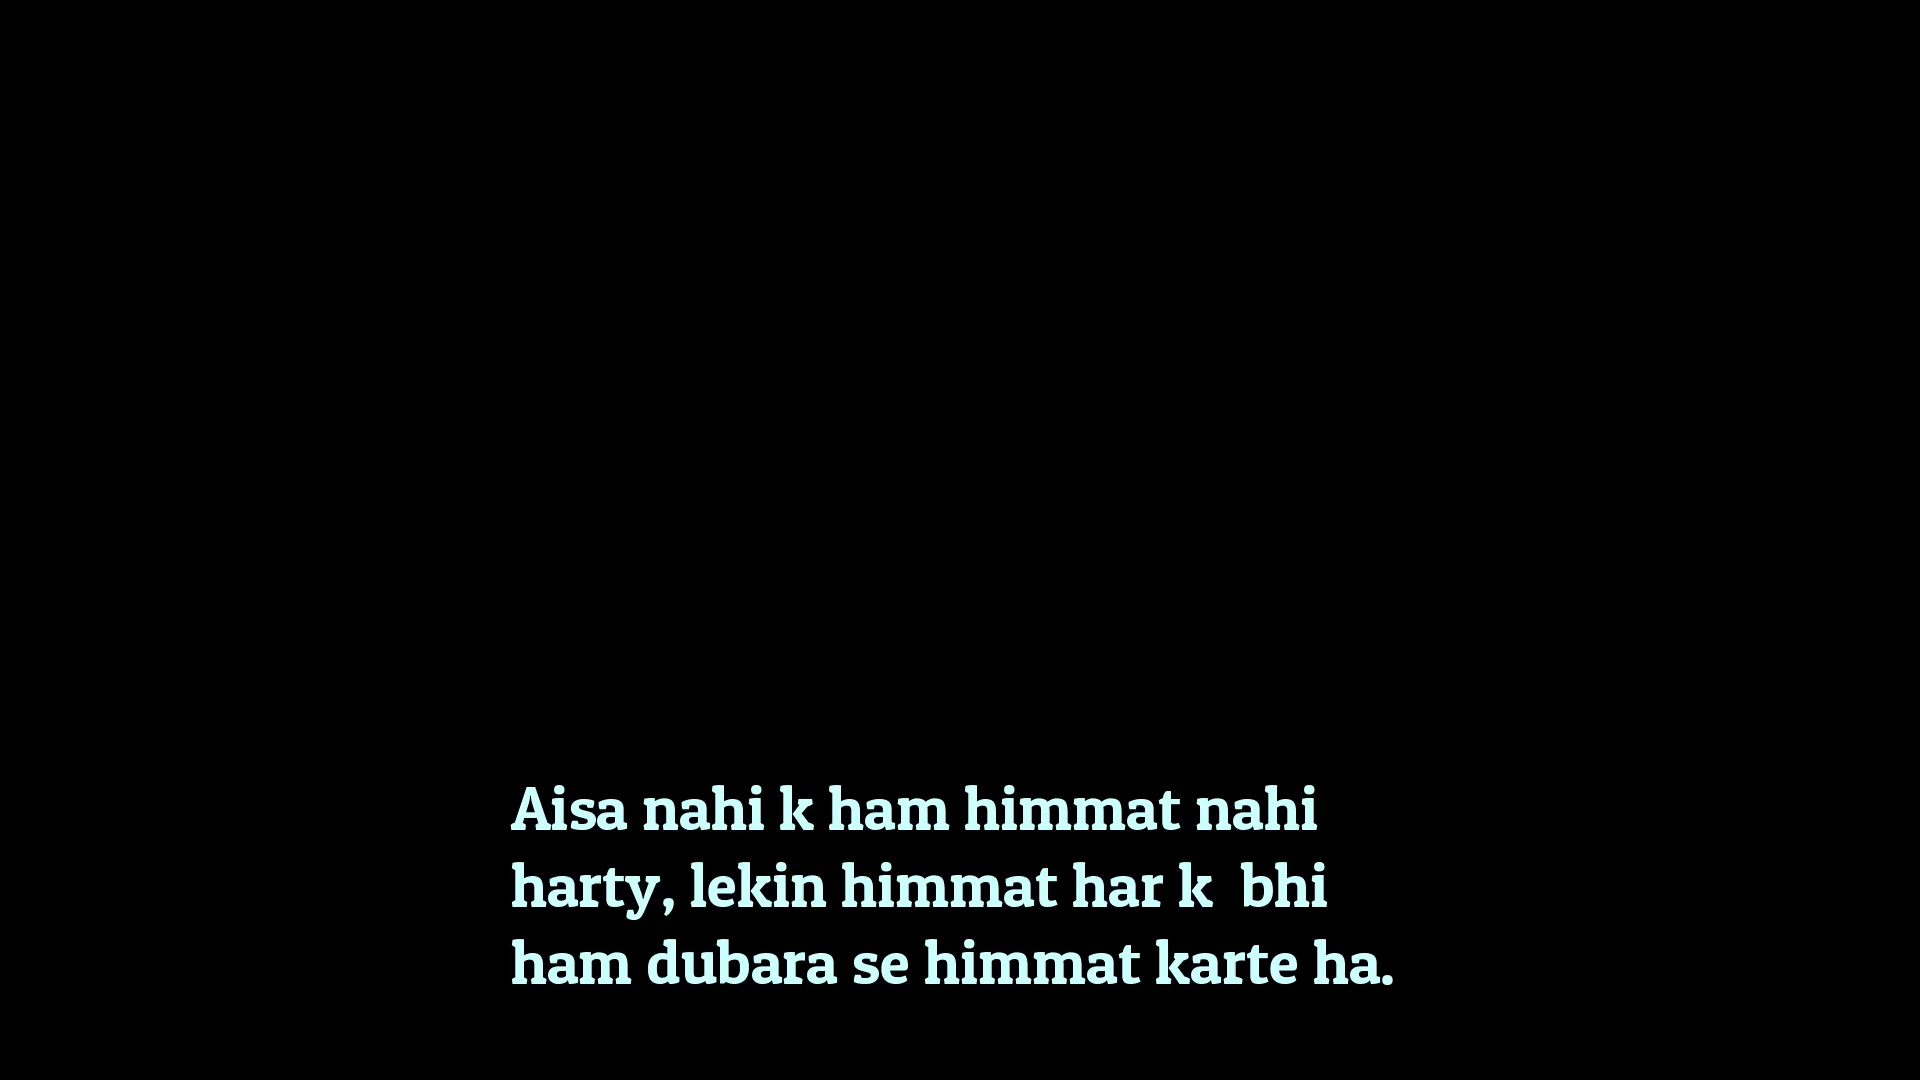 Aisa nahi k ham himmat nahi
harty, lekin himmat har k  bhi
ham dubara se himmat karte ha.